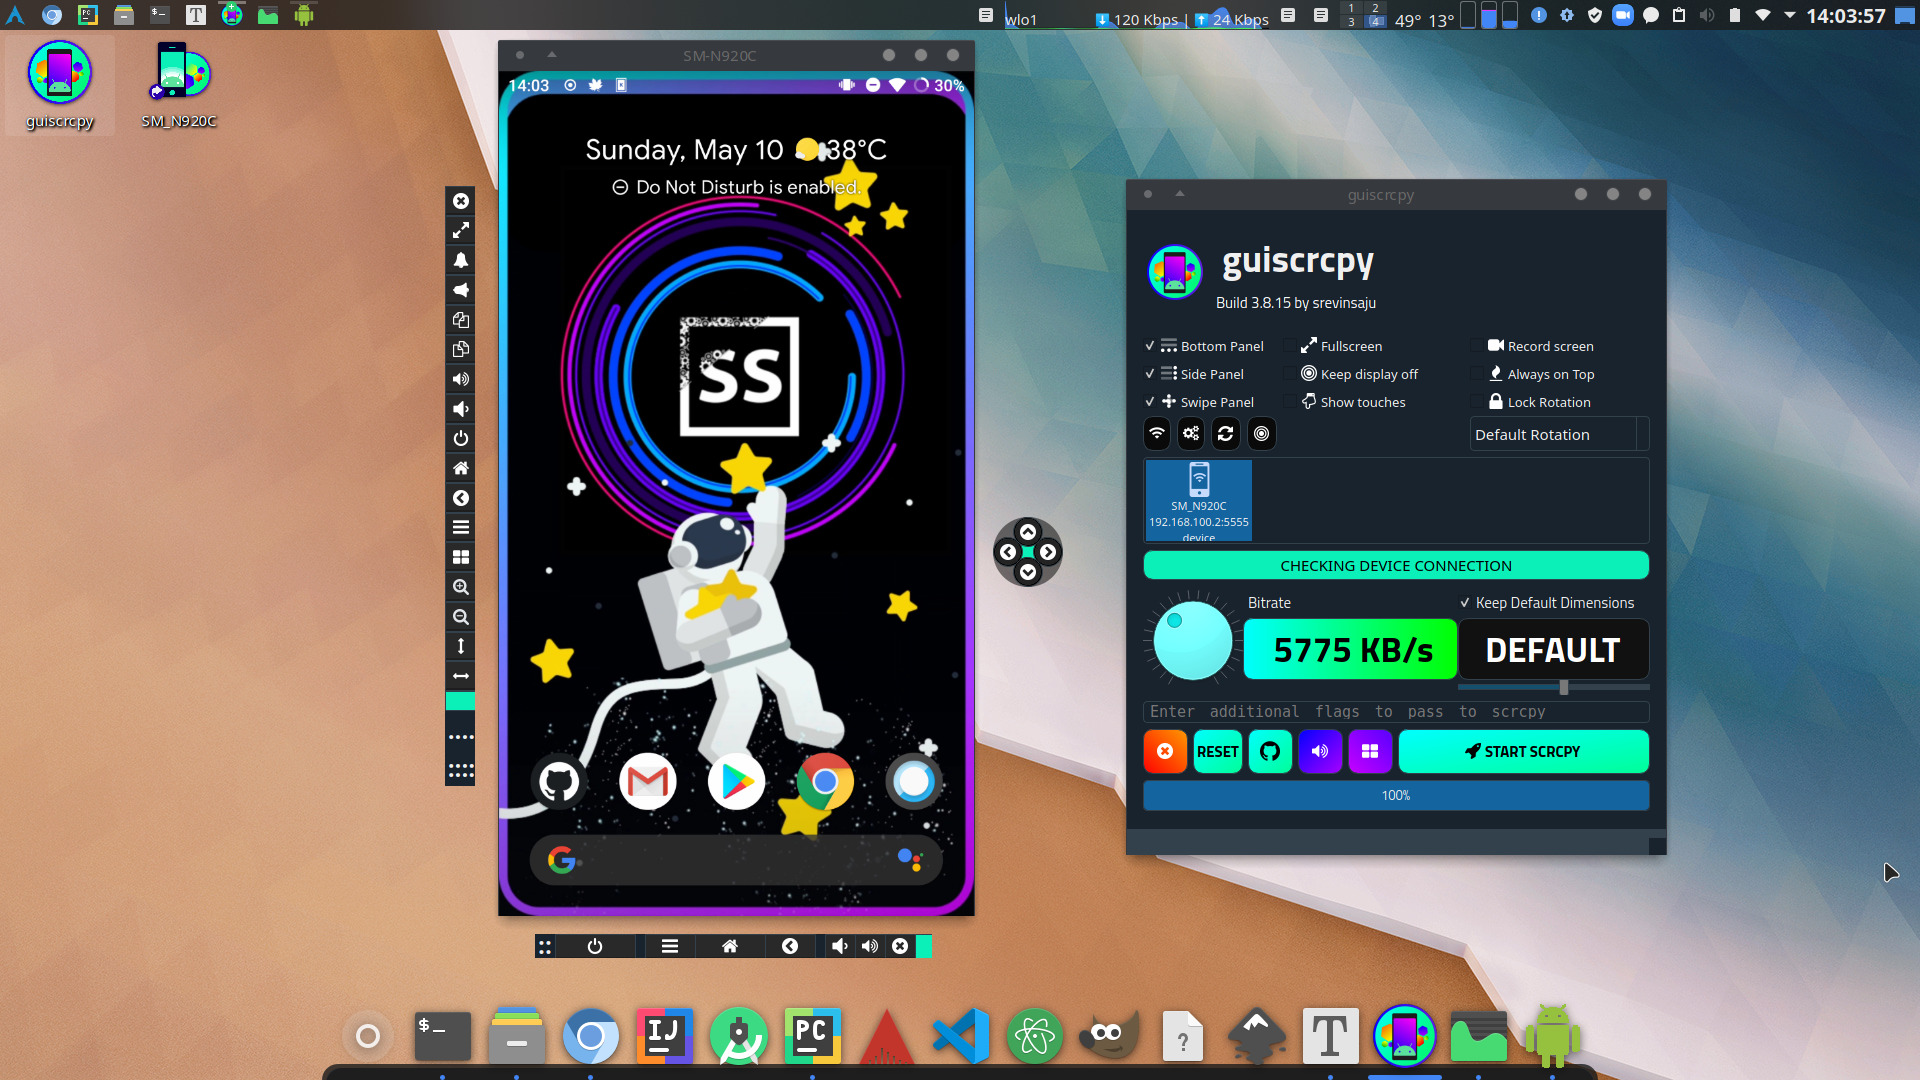 wlo1
120 Kbps | 24 Kbps
1 2
3 4
49° 13°
14:03:57
guiscrcpy
SM_N920C
SM-N920C
14:03
30%
Sunday, May 10 38°C
Do Not Disturb is enabled.
SS
guiscrcpy
guiscrcpy
Build 3.8.15 by srevinsaju
Bottom Panel
Fullscreen
Record screen
Side Panel
Keep display off
Always on Top
Swipe Panel
Show touches
Lock Rotation
Default Rotation
SM_N920C
192.168.100.2:5555
device
CHECKING DEVICE CONNECTION
Bitrate
Keep Default Dimensions
5775 KB/s
DEFAULT
Enter additional flags to pass to scrcpy
RESET
START SCRCPY
100%
$_
IJ
PC
?
T